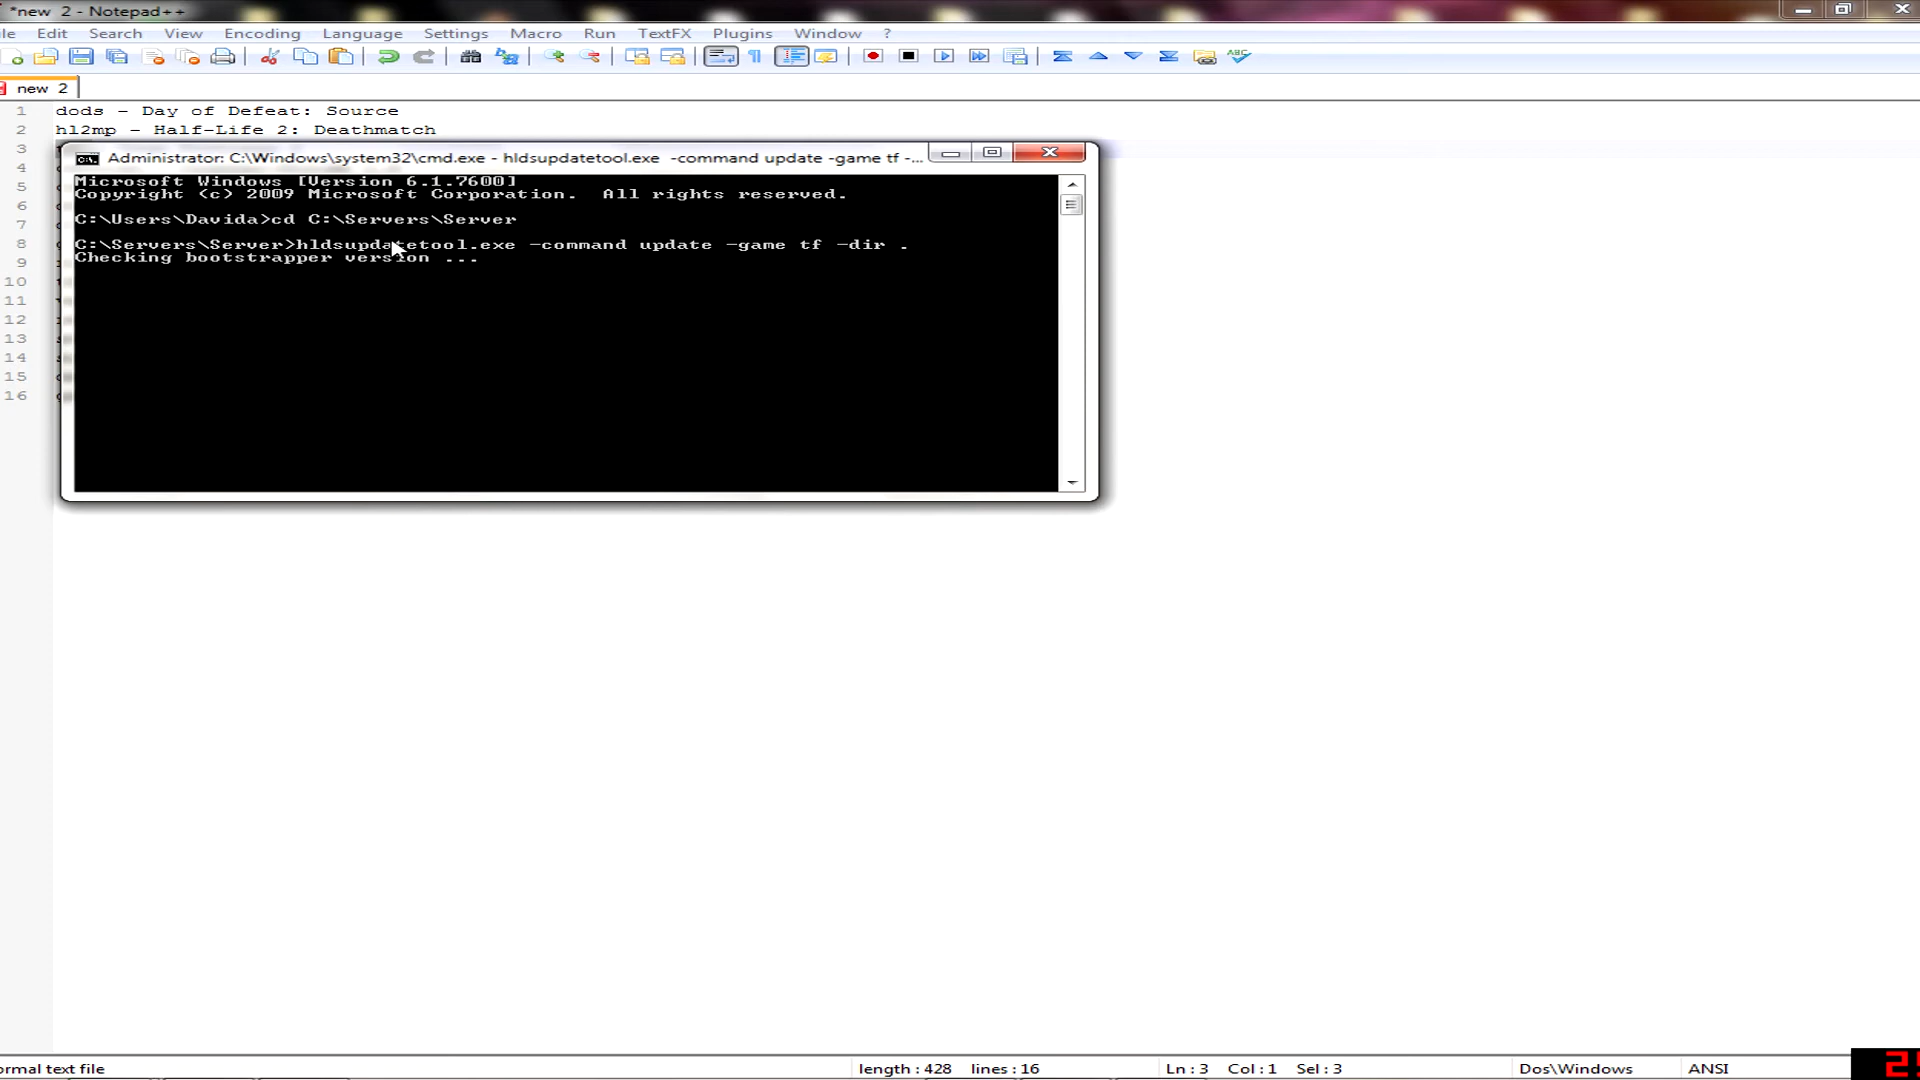 *new 2 - Notepad++
le Edit Search View Encoding Language Settings Macro Run TextFX Plugins Window ?
new 2
1 dods - Day of Defeat: Source
2 hl2mp - Half-Life 2: Deathmatch
3
4
5
6
7
8
9
10
11
12
13
14
15
16
Administrator: C:\Windows\system32\cmd.exe - hldsupdatetool.exe -command update -game tf -...
Microsoft Windows [Version 6.1.7600]
Copyright (c) 2009 Microsoft Corporation. All rights reserved.
C:\Users\Davida>cd C:\Servers\Server
C:\Servers\Server>hldsupdatetool.exe -command update -game tf -dir .
Checking bootstrapper version ...
ormal text file length : 428 lines : 16 Ln : 3 Col : 1 Sel : 3 Dos\Windows ANSI